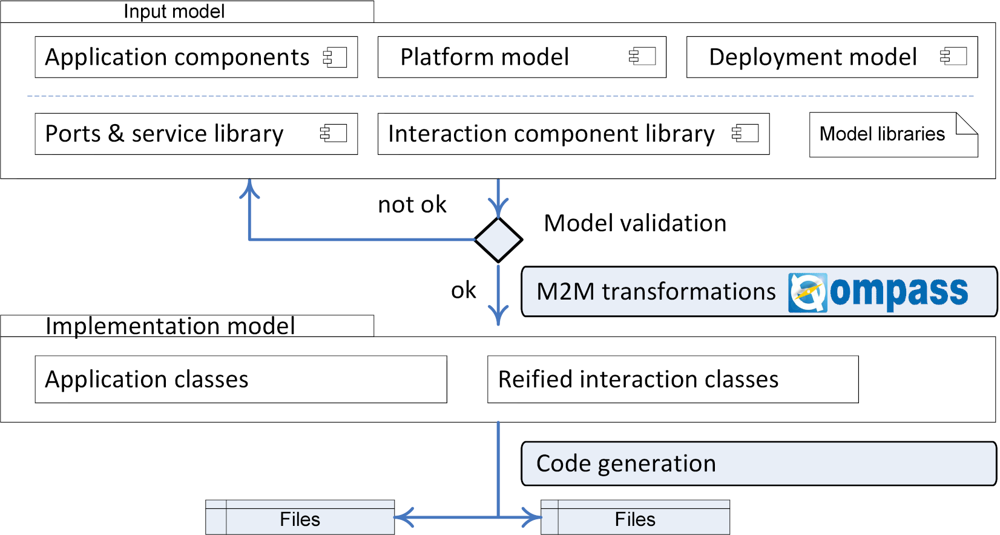 Input model
Application components
Platform model
Deployment model
Ports & service library
Interaction component library
Model libraries
not ok
Model validation
ok
M2M transformations Qompass
Implementation model
Application classes
Reified interaction classes
Code generation
Files
Files